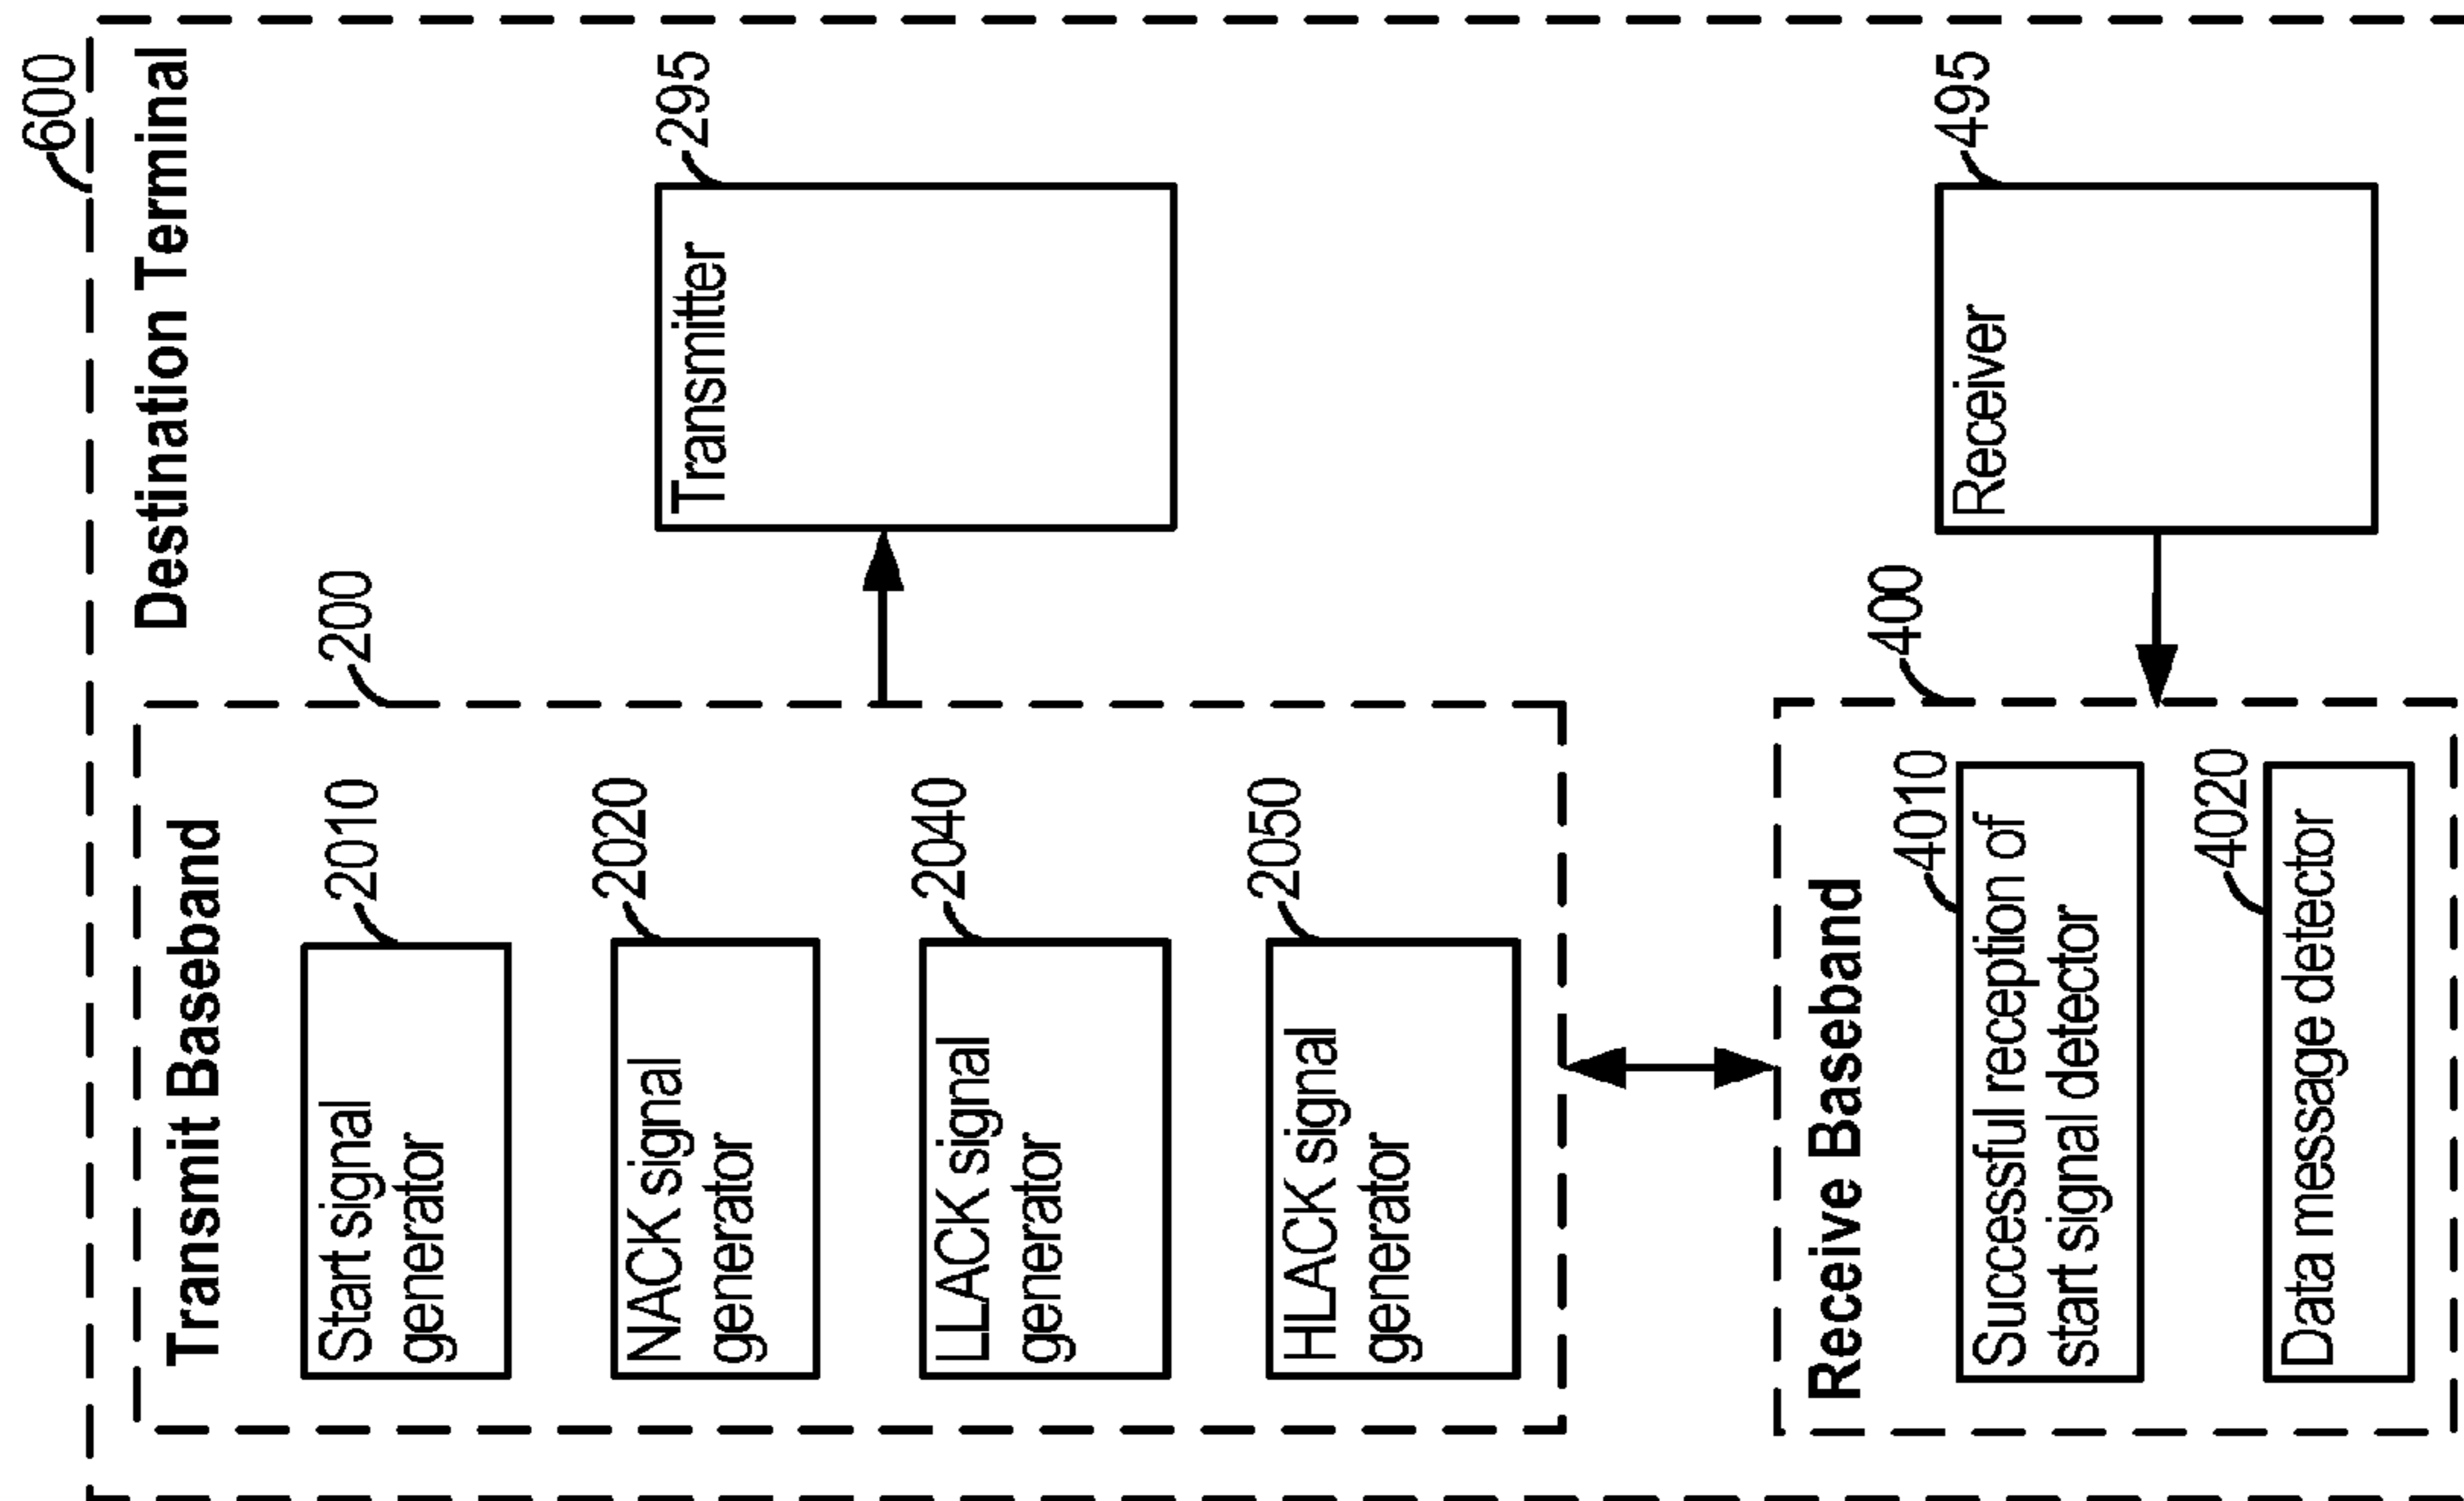 600
Destination Terminal
200
Transmit Baseband
2010
Start signal
generator
2020
NACK signal
generator
2040
LLACK signal
generator
2050
HLACK signal
generator
295
Transmitter
400
Receive Baseband
4010
Successful reception of
start signal detector
4020
Data message detector
495
Receiver